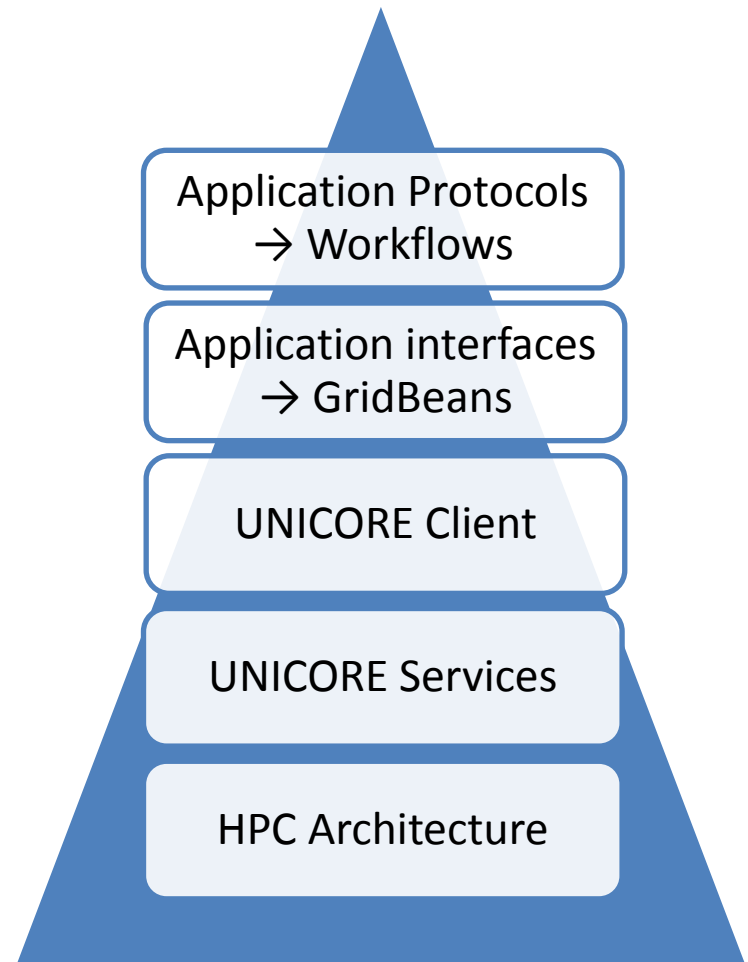 Application Protocols
→ Workflows
Application interfaces
→ GridBeans
UNICORE Client
UNICORE Services
HPC Architecture